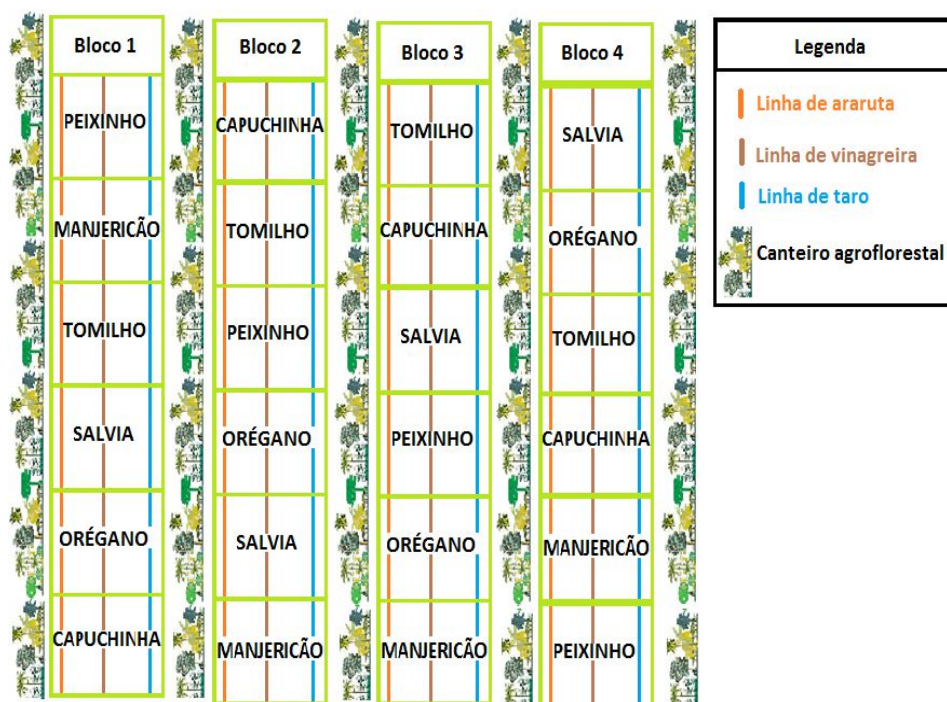 Bloco 1
PEIXINHO
MANJERICÃO
TOMILHO
SALVIA
ORÉGANO
CAPUCHINHA
Bloco 2
CAPUCHINHA
TOMILHO
PEIXINHO
ORÉGANO
SALVIA
MANJERICÃO
Bloco 3
TOMILHO
CAPUCHINHA
SALVIA
PEIXINHO
ORÉGANO
MANJERICÃO
Bloco 4
SALVIA
ORÉGANO
TOMILHO
CAPUCHINHA
MANJERICÃO
PEIXINHO
Legenda
Linha de araruta
Linha de vinagreira
Linha de taro
Canteiro agroflorestal